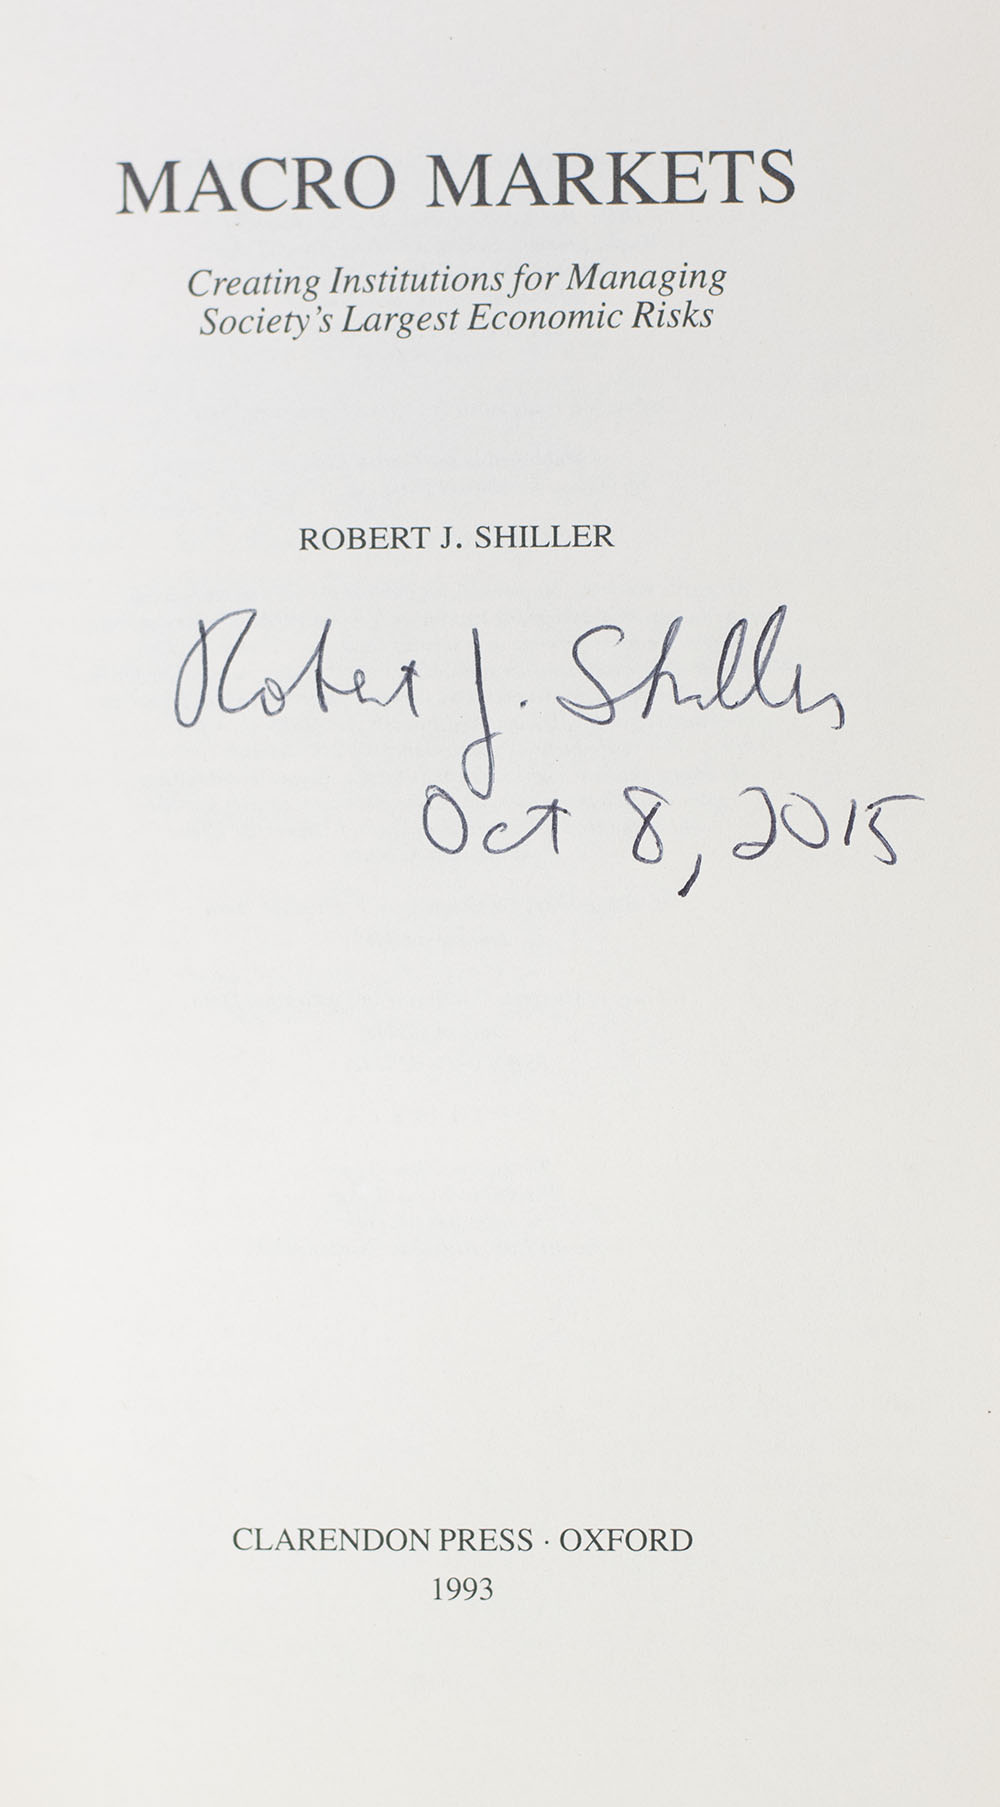 MACRO MARKETS
Creating Institutions for Managing
Society's Largest Economic Risks
ROBERT J. SHILLER
Robert J. Shiller
Oct 8, 2015
CLARENDON PRESS · OXFORD
1993